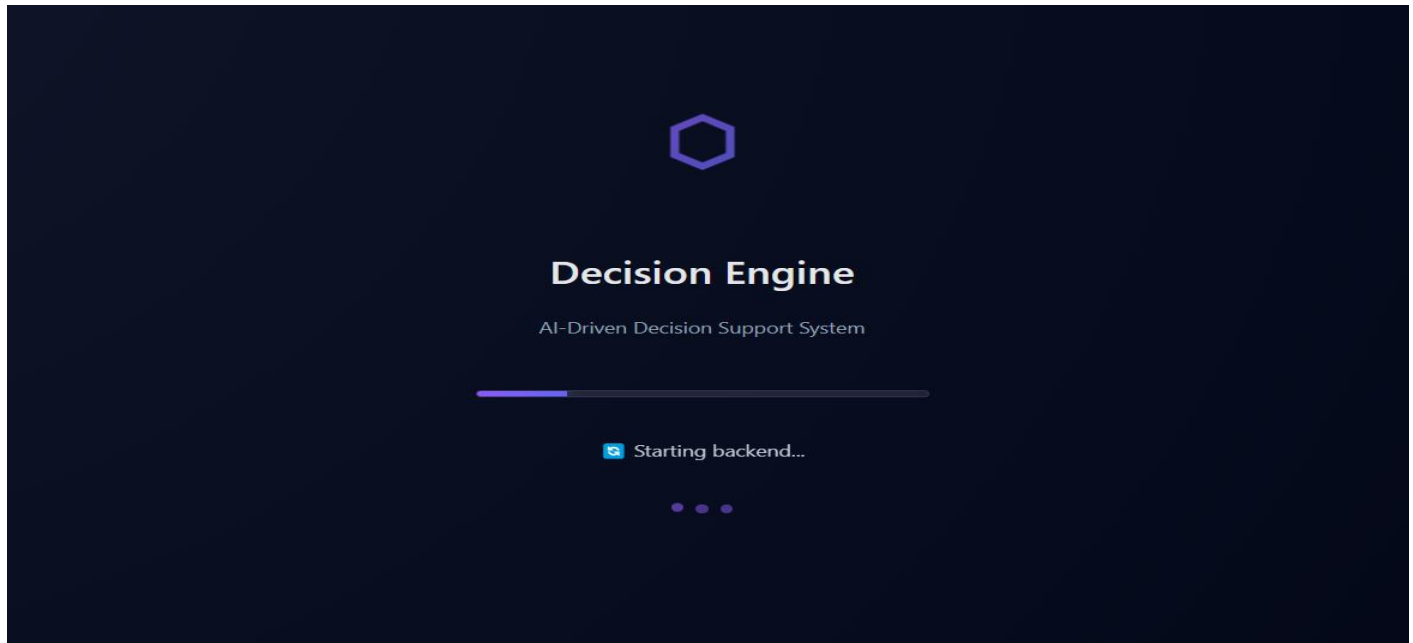 Decision Engine
AI-Driven Decision Support System
Starting backend...